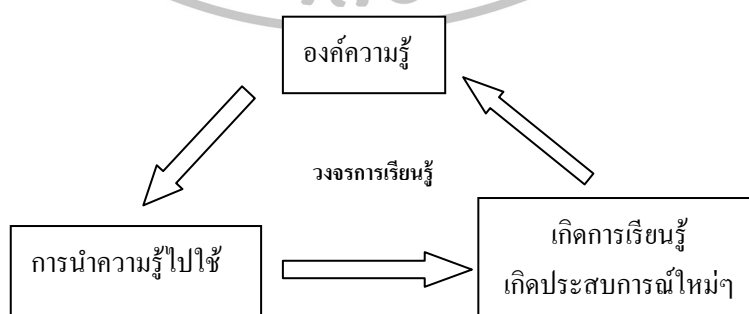 องค์ความรู้
วงจรการเรียนรู้
การนำความรู้ไปใช้
เกิดการเรียนรู้
เกิดประสบการณ์ใหม่ๆ